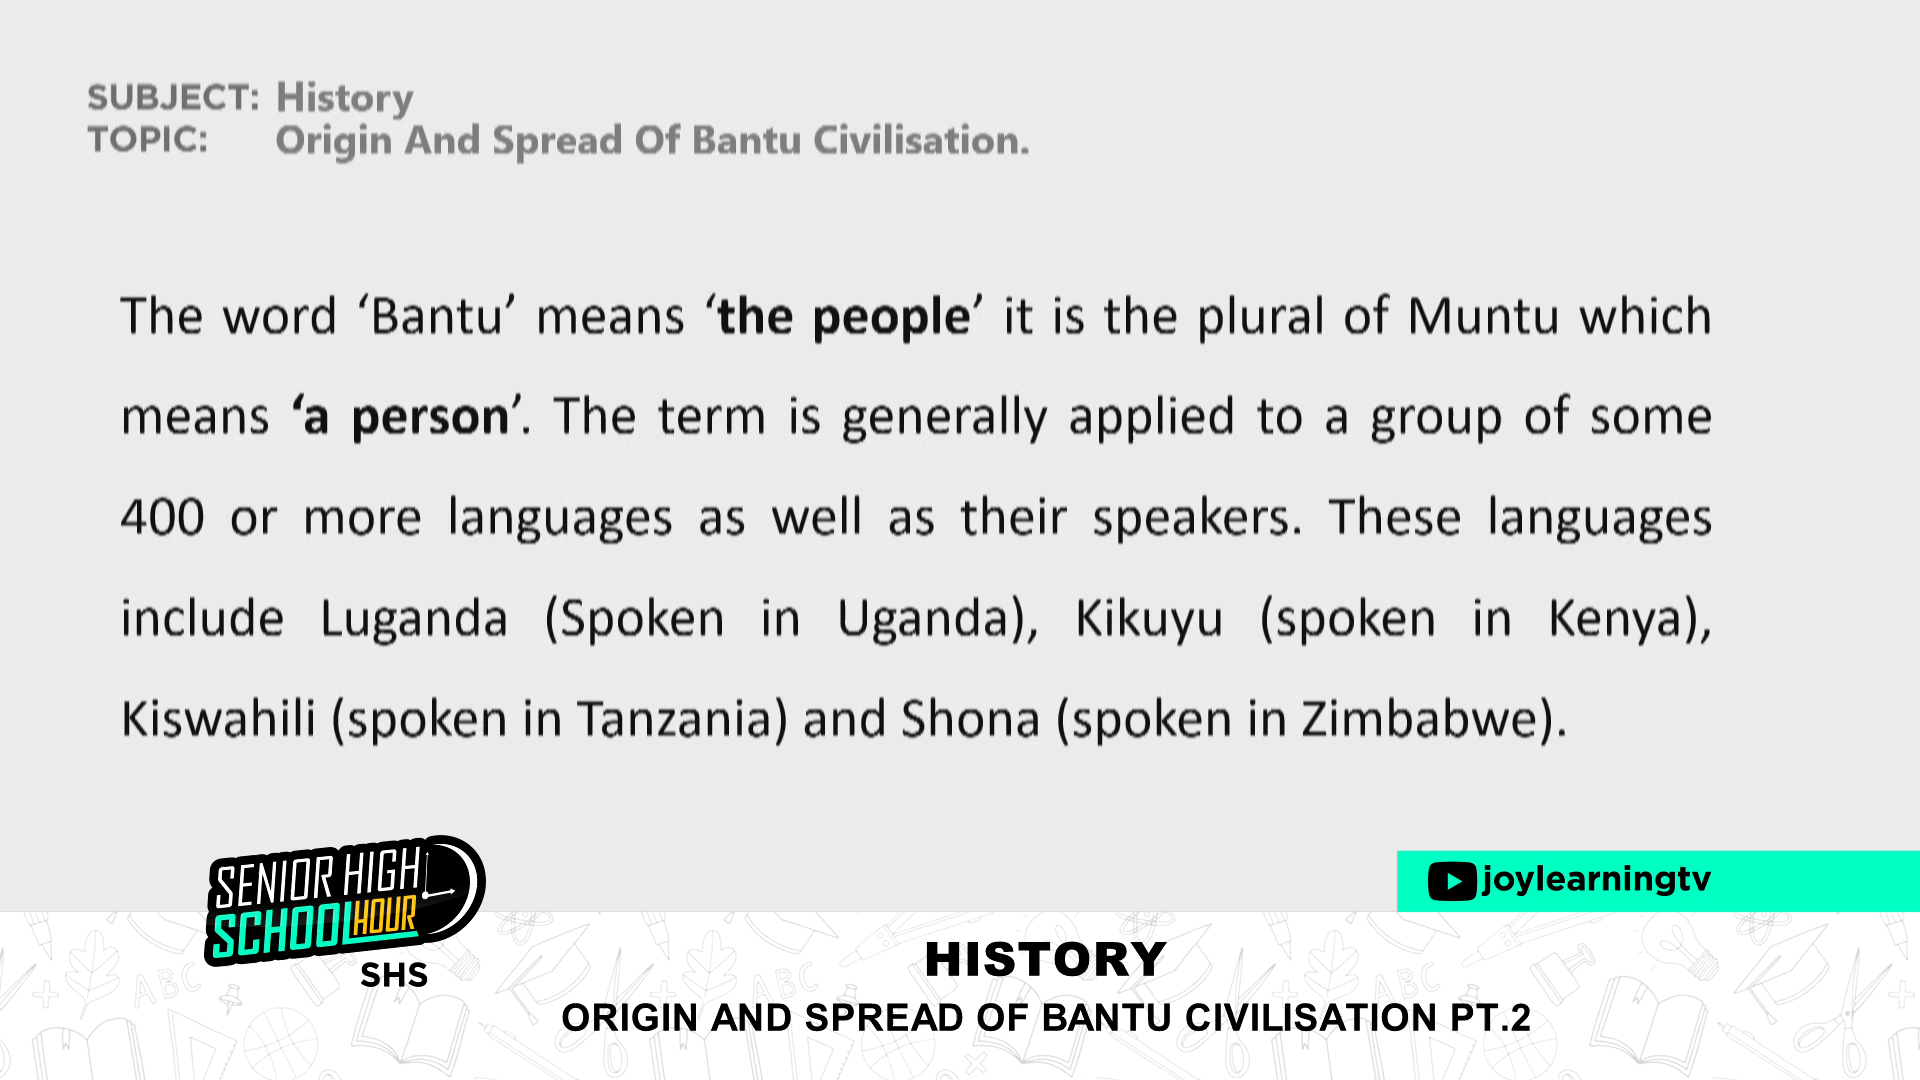 SUBJECT: History
TOPIC: Origin And Spread Of Bantu Civilisation.
The word ‘Bantu’ means ‘the people’ it is the plural of Muntu which
means ‘a person’. The term is generally applied to a group of some
400 or more languages as well as their speakers. These languages
include Luganda (Spoken in Uganda), Kikuyu (spoken in Kenya),
Kiswahili (spoken in Tanzania) and Shona (spoken in Zimbabwe).
SENIOR HIGH
SCHOOL HOUR
SHS
joylearningtv
HISTORY
ORIGIN AND SPREAD OF BANTU CIVILISATION PT.2
ABC
ABC
ABC